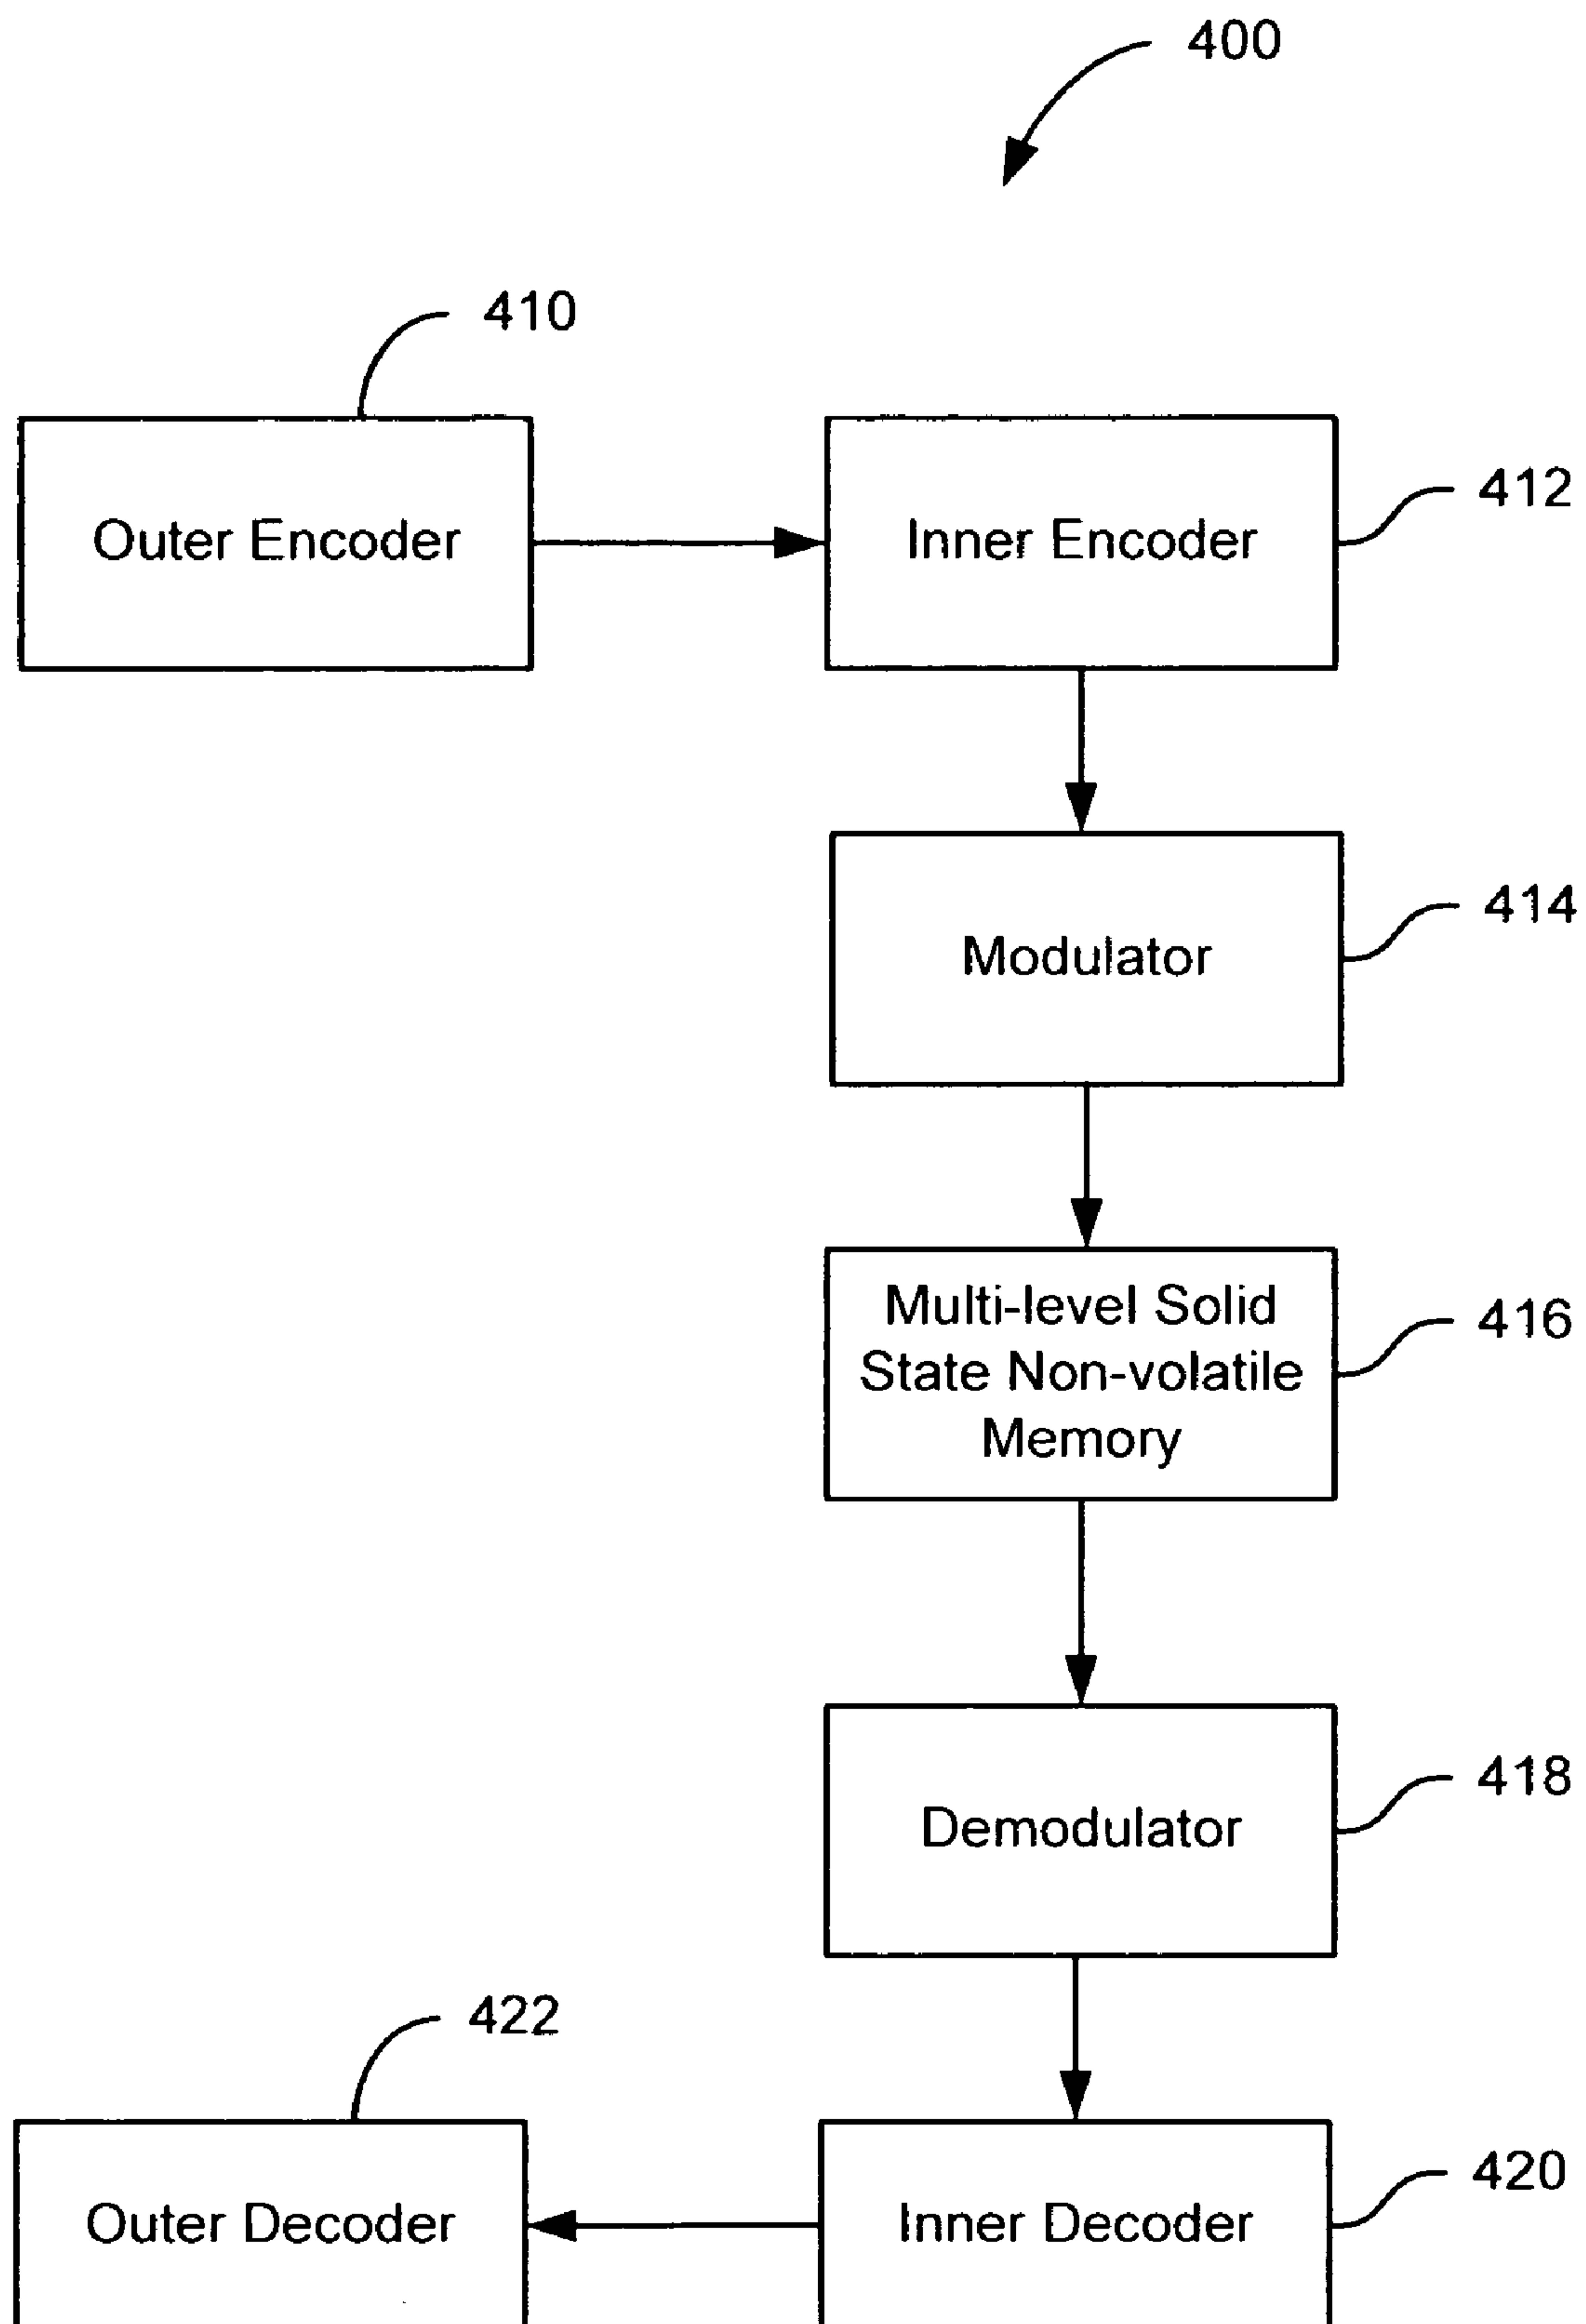 400
410
Outer Encoder
Inner Encoder
412
Modulator
414
Multi-level Solid
State Non-volatile
Memory
416
Demodulator
418
422
Outer Decoder
Inner Decoder
420